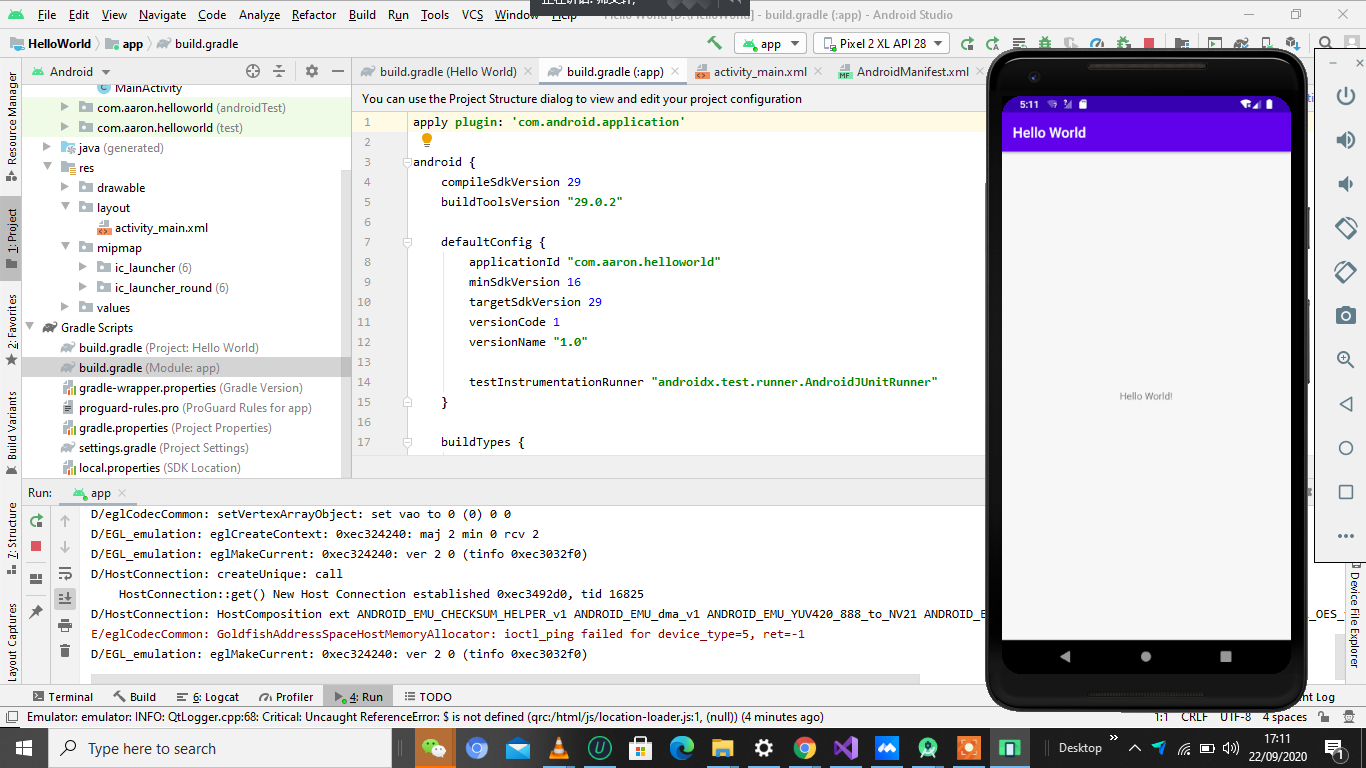 正在讲话: 师文轩;
File Edit View Navigate Code Analyze Refactor Build Run Tools VCS Window Help Hello World [D:\HelloWorld] - build.gradle (:app) - Android Studio
HelloWorld app build.gradle
app Pixel 2 XL API 28
Android
build.gradle (Hello World) build.gradle (:app) activity_main.xml AndroidManifest.xml
You can use the Project Structure dialog to view and edit your project configuration
Resource Manager
1: Project
2: Favorites
Build Variants
7: Structure
Layout Captures
MainActivity
com.aaron.helloworld (androidTest)
com.aaron.helloworld (test)
java (generated)
res
drawable
layout
activity_main.xml
mipmap
ic_launcher (6)
ic_launcher_round (6)
values
Gradle Scripts
build.gradle (Project: Hello World)
build.gradle (Module: app)
gradle-wrapper.properties (Gradle Version)
proguard-rules.pro (ProGuard Rules for app)
gradle.properties (Project Properties)
settings.gradle (Project Settings)
local.properties (SDK Location)
1 apply plugin: 'com.android.application'
2
3 android {
4 compileSdkVersion 29
5 buildToolsVersion "29.0.2"
6
7 defaultConfig {
8 applicationId "com.aaron.helloworld"
9 minSdkVersion 16
10 targetSdkVersion 29
11 versionCode 1
12 versionName "1.0"
13
14 testInstrumentationRunner "androidx.test.runner.AndroidJUnitRunner"
15 }
16
17 buildTypes {
5:11
Hello World
Hello World!
Run: app
D/eglCodecCommon: setVertexArrayObject: set vao to 0 (0) 0 0
D/EGL_emulation: eglCreateContext: 0xec324240: maj 2 min 0 rcv 2
D/EGL_emulation: eglMakeCurrent: 0xec324240: ver 2 0 (tinfo 0xec3032f0)
D/HostConnection: createUnique: call
HostConnection::get() New Host Connection established 0xec3492d0, tid 16825
D/HostConnection: HostComposition ext ANDROID_EMU_CHECKSUM_HELPER_v1 ANDROID_EMU_dma_v1 ANDROID_EMU_YUV420_888_to_NV21 ANDROID_E _OES_
E/eglCodecCommon: GoldfishAddressSpaceHostMemoryAllocator: ioctl_ping failed for device_type=5, ret=-1
D/EGL_emulation: eglMakeCurrent: 0xec324240: ver 2 0 (tinfo 0xec3032f0)
Device File Explorer
Terminal Build 6: Logcat Profiler 4: Run TODO nt Log
Emulator: emulator: INFO: QtLogger.cpp:68: Critical: Uncaught ReferenceError: $ is not defined (qrc:/html/js/location-loader.js:1, (null)) (4 minutes ago) 1:1 CRLF UTF-8 4 spaces
Type here to search Desktop 17:11
22/09/2020 1